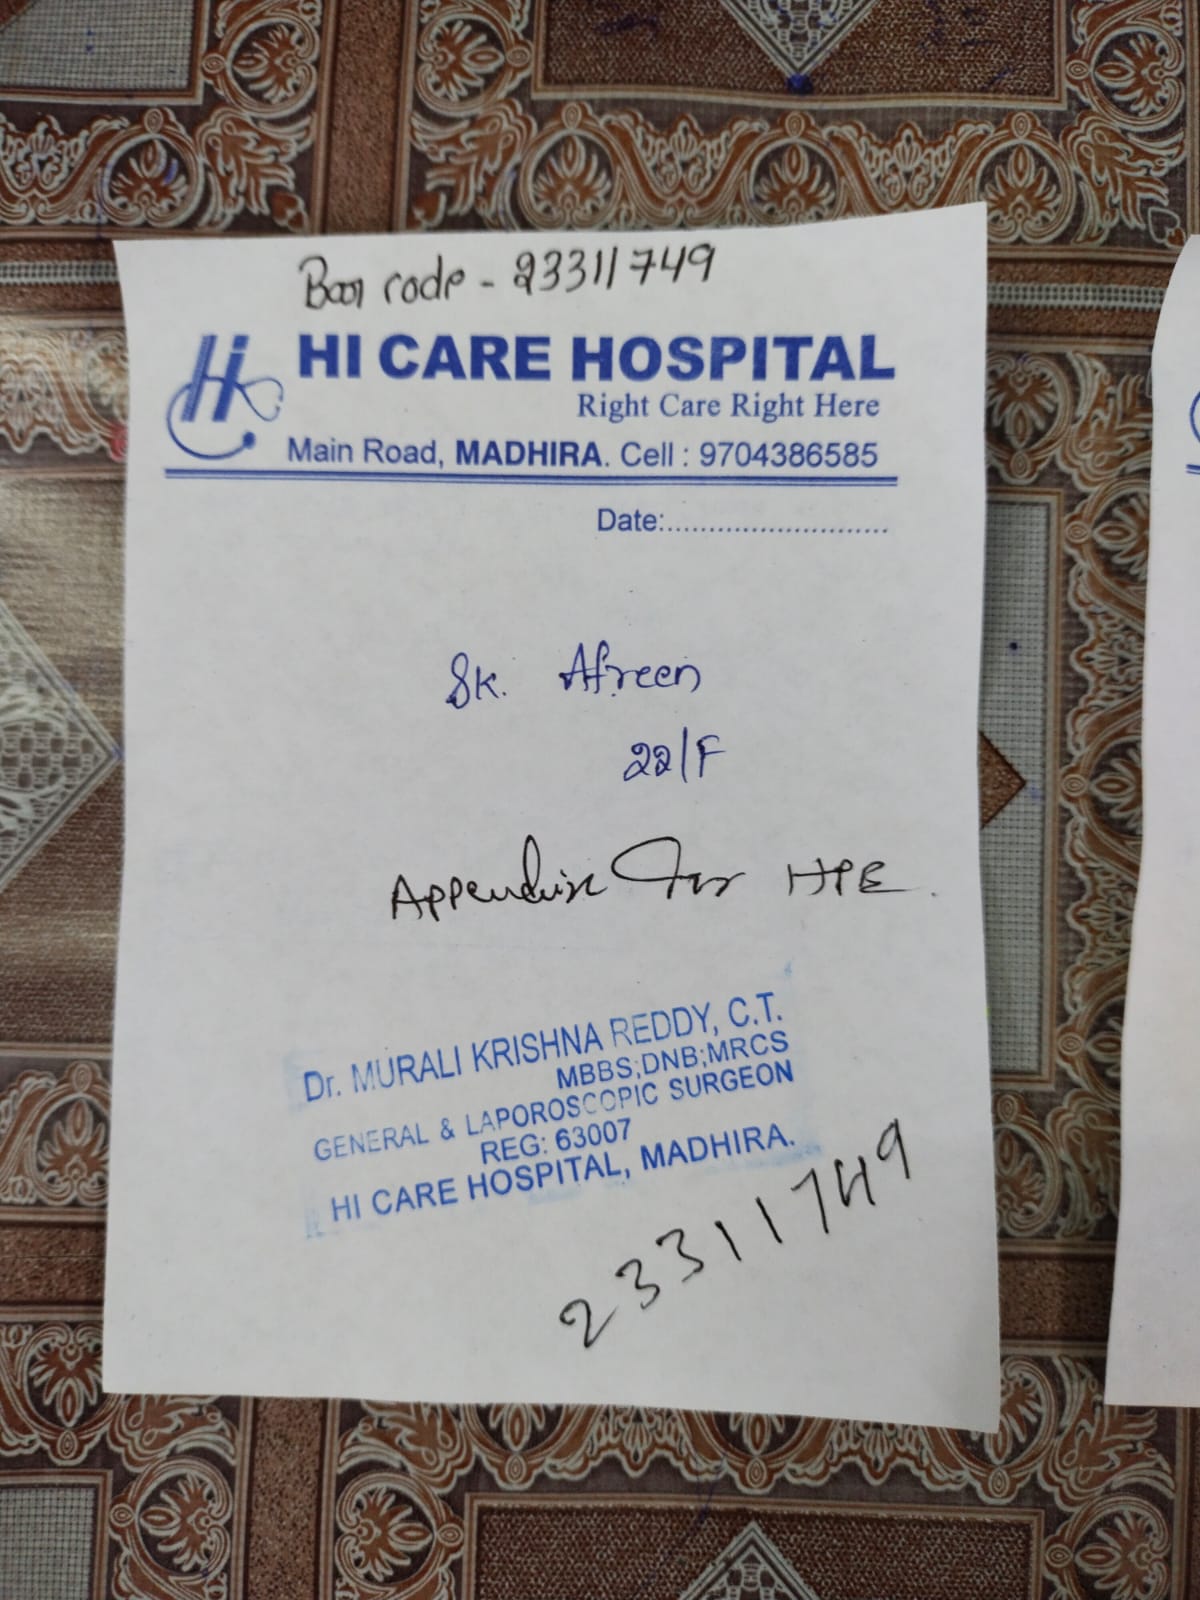 Bar code - 23311749
Hi HI CARE HOSPITAL
Right Care Right Here
Main Road, MADHIRA. Cell : 9704386585
Date:...........................
Sk. Afreen
22/F
Appendix for HPE.
Dr. MURALI KRISHNA REDDY, C.T.
MBBS;DNB;MRCS
GENERAL & LAPOROSCOPIC SURGEON
REG: 63007
HI CARE HOSPITAL, MADHIRA.
23311749